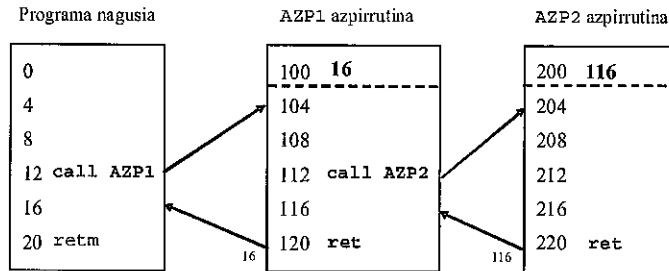 Programa nagusia
AZP1 azpirrutina
AZP2 azpirrutina
0
4
8
12 call AZP1
16
20 retm
100 16
104
108
112 call AZP2
116
120 ret
16
200 116
204
208
212
216
220 ret
116